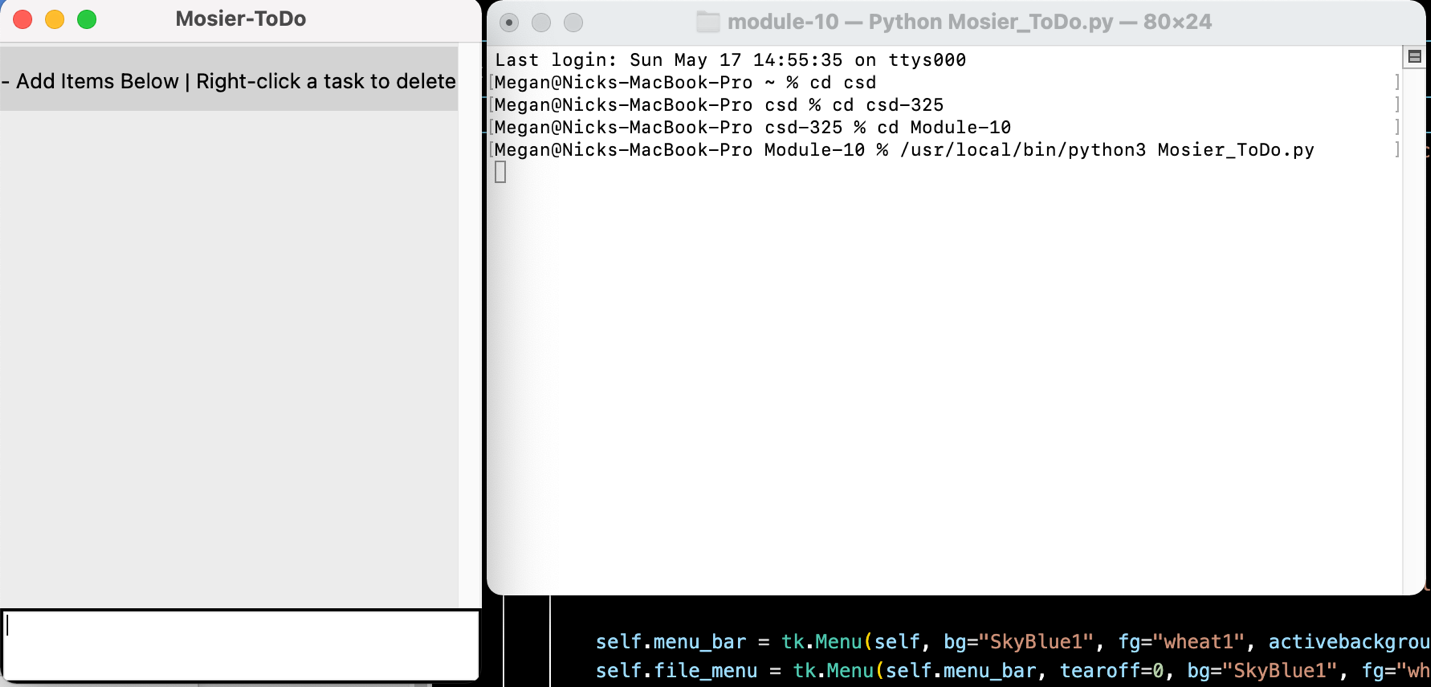 Mosier-ToDo
- Add Items Below | Right-click a task to delete
module-10 — Python Mosier_ToDo.py — 80×24
Last login: Sun May 17 14:55:35 on ttys000
[Megan@Nicks-MacBook-Pro ~ % cd csd ]
[Megan@Nicks-MacBook-Pro csd % cd csd-325 ]
[Megan@Nicks-MacBook-Pro csd-325 % cd Module-10 ]
[Megan@Nicks-MacBook-Pro Module-10 % /usr/local/bin/python3 Mosier_ToDo.py ]
self.menu_bar = tk.Menu(self, bg="SkyBlue1", fg="wheat1", activebackgrou
self.file_menu = tk.Menu(self.menu_bar, tearoff=0, bg="SkyBlue1", fg="wh